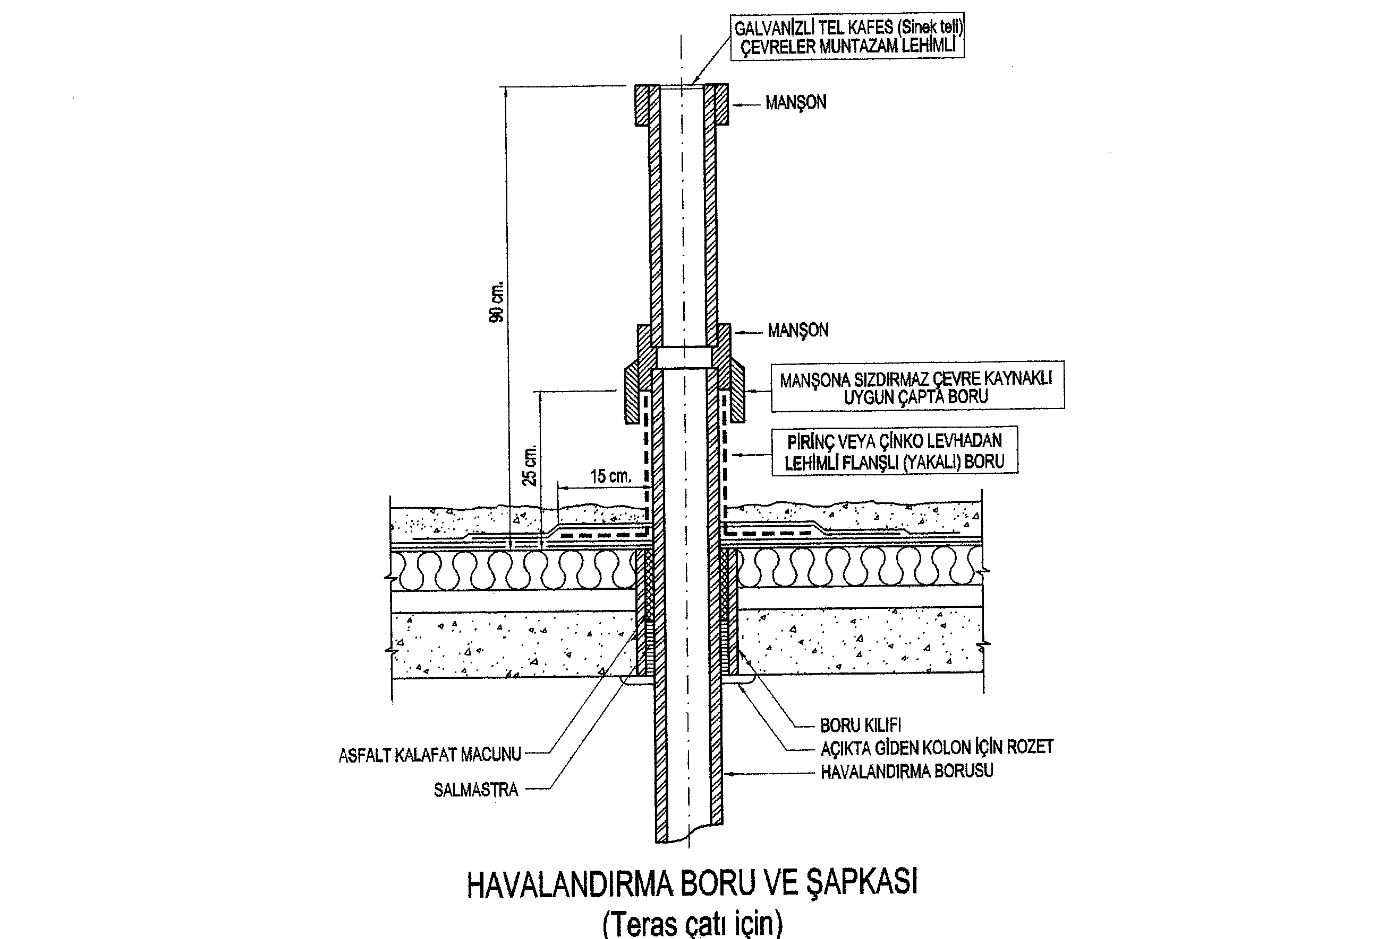 GALVANİZLİ TEL KAFES (Sinek teli)
ÇEVRELER MUNTAZAM LEHİMLİ
MANŞON
90 cm.
MANŞON
MANŞONA SIZDIRMAZ ÇEVRE KAYNAKLI
UYGUN ÇAPTA BORU
PİRİNÇ VEYA ÇİNKO LEVHADAN
LEHİMLİ FLANŞLI (YAKALI) BORU
25 cm.
15 cm.
BORU KILIFI
AÇIKTA GİDEN KOLON İÇİN ROZET
HAVALANDIRMA BORUSU
ASFALT KALAFAT MACUNU
SALMASTRA
HAVALANDIRMA BORU VE ŞAPKASI
(Teras çatı için)